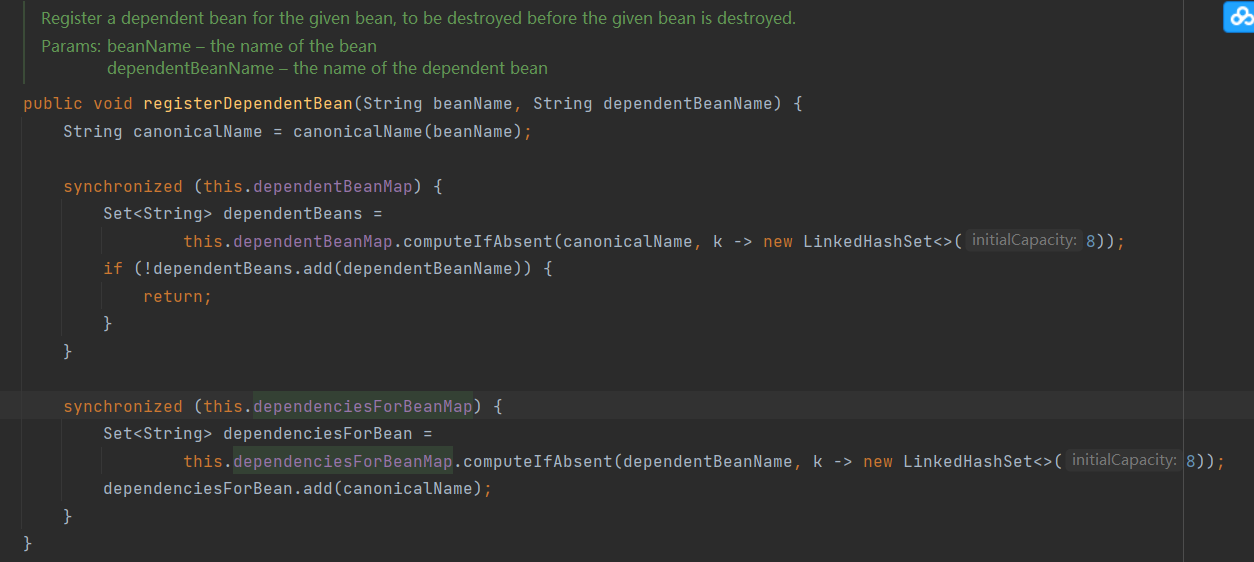 Register a dependent bean for the given bean, to be destroyed before the given bean is destroyed.
Params: beanName – the name of the bean
dependentBeanName – the name of the dependent bean
public void registerDependentBean(String beanName, String dependentBeanName) {
String canonicalName = canonicalName(beanName);
synchronized (this.dependentBeanMap) {
Set<String> dependentBeans =
this.dependentBeanMap.computeIfAbsent(canonicalName, k -> new LinkedHashSet<>( initialCapacity: 8));
if (!dependentBeans.add(dependentBeanName)) {
return;
}
}
synchronized (this.dependenciesForBeanMap) {
Set<String> dependenciesForBean =
this.dependenciesForBeanMap.computeIfAbsent(dependentBeanName, k -> new LinkedHashSet<>( initialCapacity: 8));
dependenciesForBean.add(canonicalName);
}
}